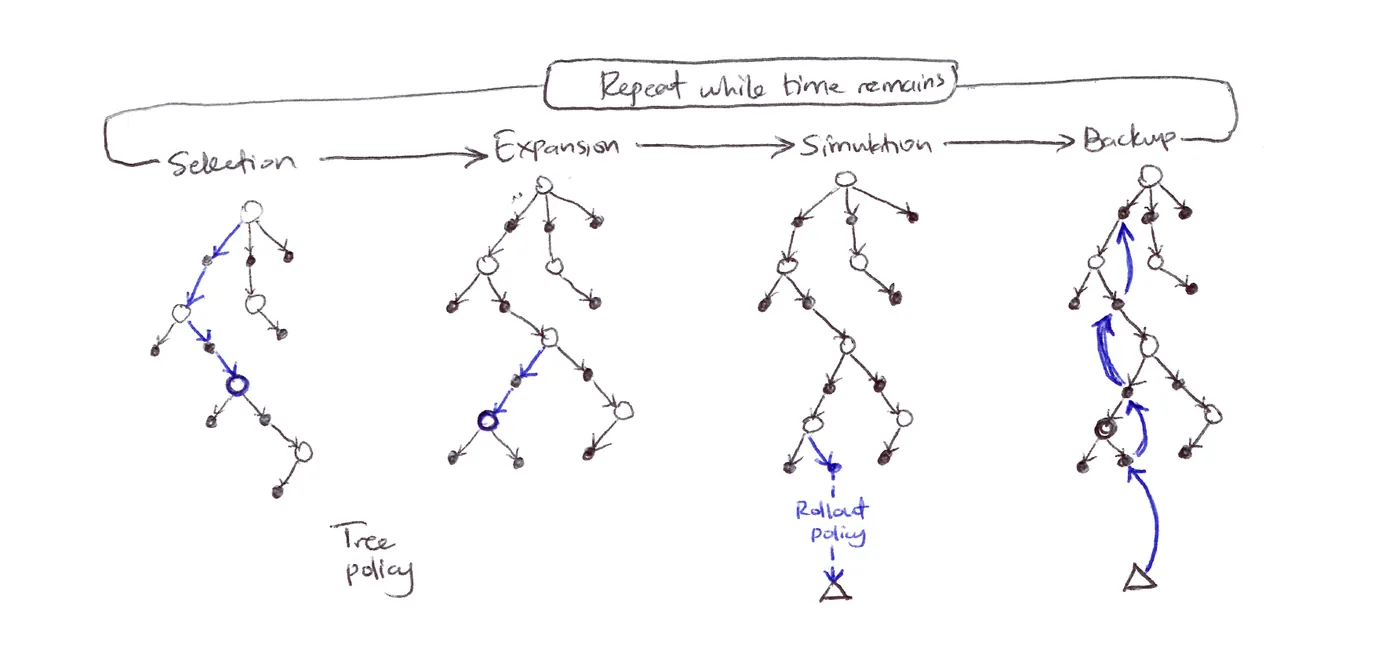 Repeat while time remains
Selection
Expansion
Simulation
Backup
Rollout
policy
Tree
policy